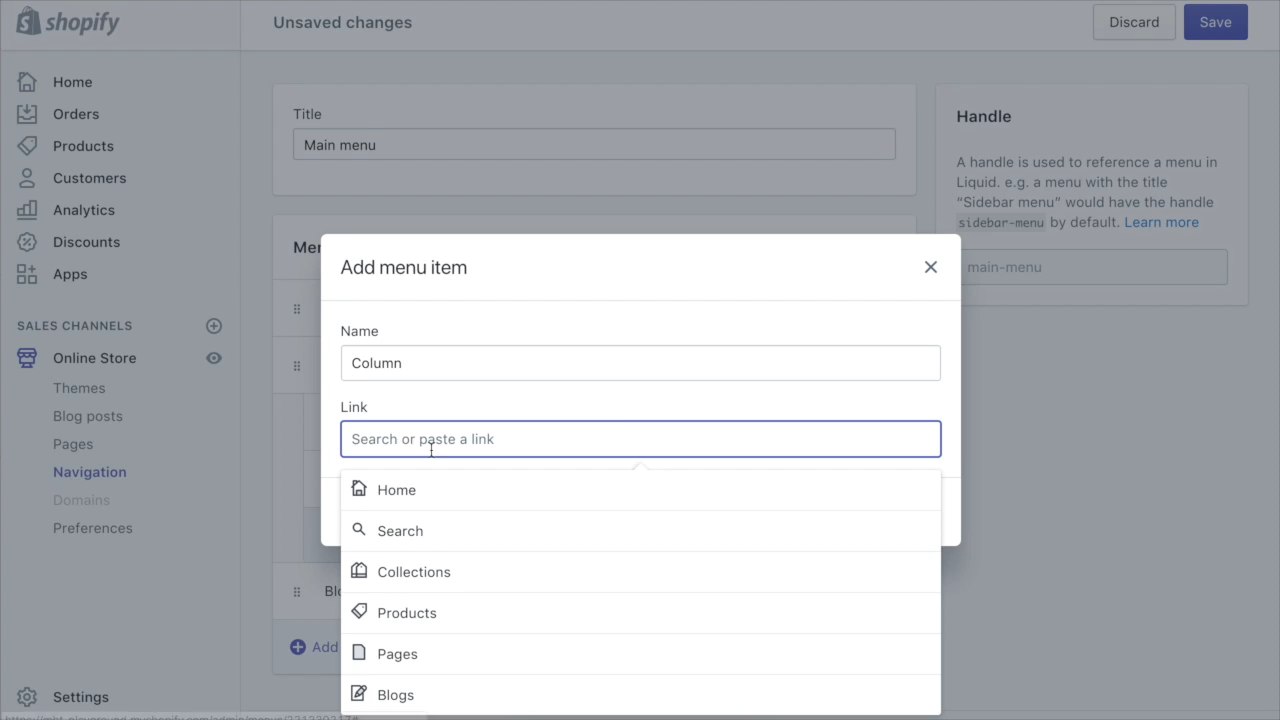 shopify
Unsaved changes
Discard
Save
Home
Orders
Products
Customers
Analytics
Discounts
Apps
SALES CHANNELS
Online Store
Themes
Blog posts
Pages
Navigation
Domains
Preferences
Settings
Title
Main menu
Handle
A handle is used to reference a menu in
Liquid. e.g. a menu with the title
“Sidebar menu” would have the handle
sidebar-menu by default. Learn more
main-menu
Add menu item
Name
Column
Link
Search or paste a link
Home
Search
Collections
Products
Pages
Blogs
Add